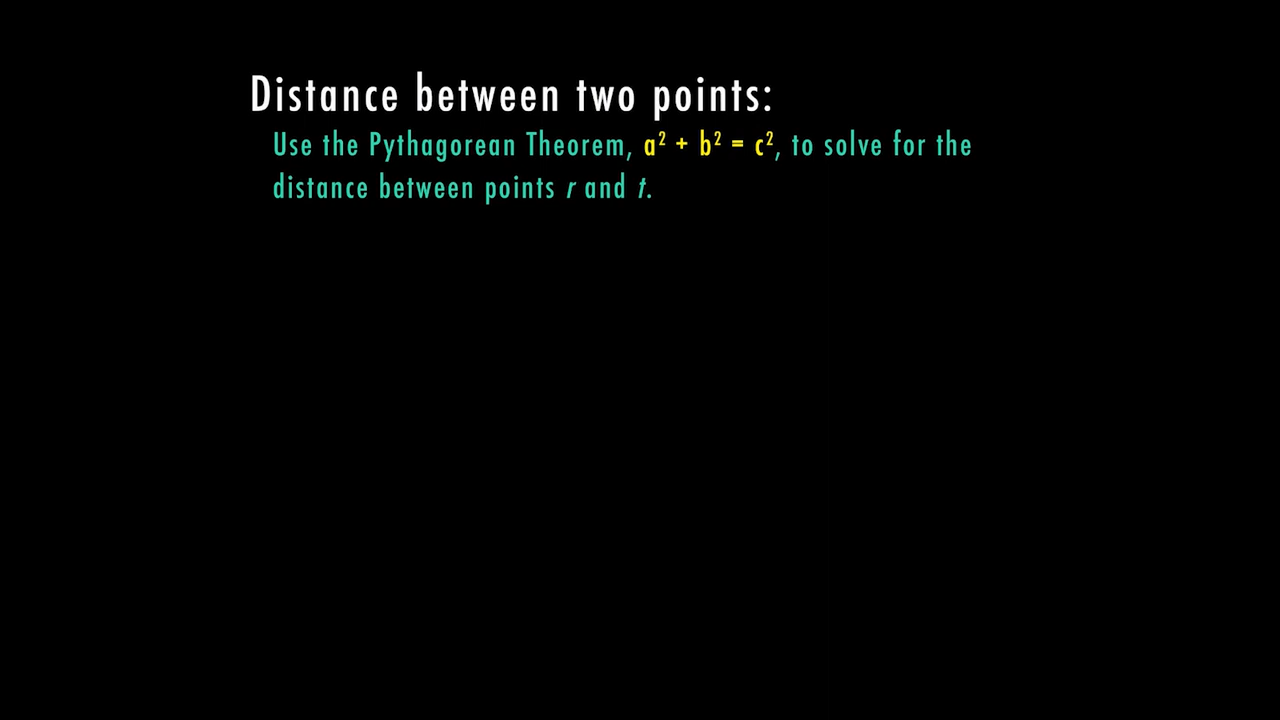 Distance between two points:
Use the Pythagorean Theorem, a² + b² = c², to solve for the
distance between points r and t.